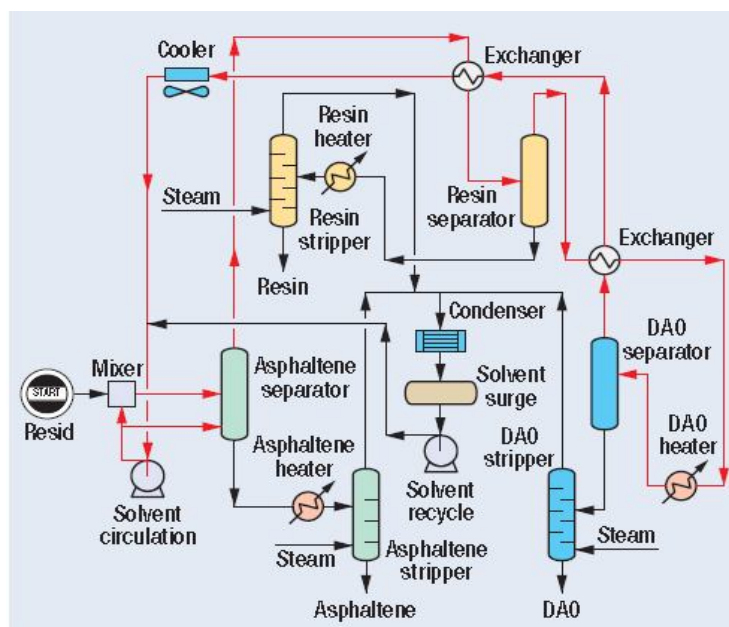 Cooler
Exchanger
Resin
heater
Steam
Resin
stripper
Resin
separator
Resin
Exchanger
Condenser
DAO
separator
Mixer
START
Resid
Asphaltene
separator
Solvent
surge
Asphaltene
heater
DAO
stripper
DAO
heater
Solvent
circulation
Solvent
recycle
Steam
Asphaltene
stripper
Steam
Asphaltene
DAO